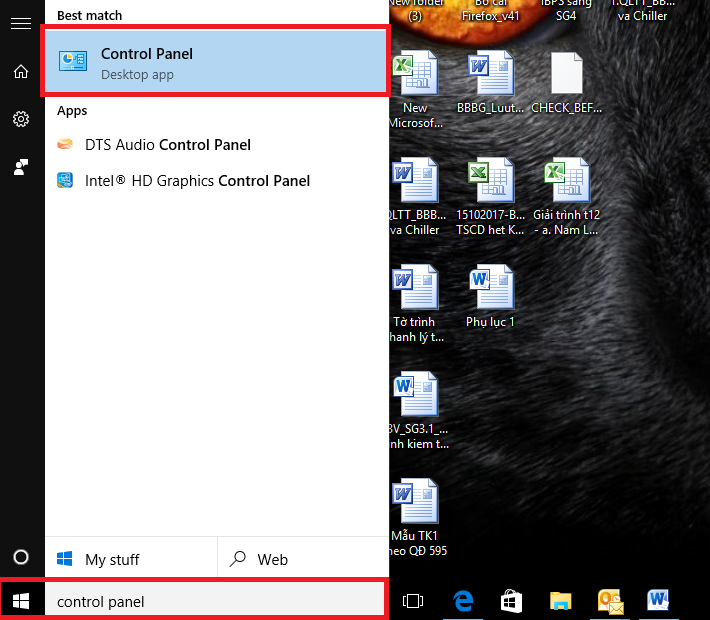 Best match
Control Panel
Desktop app
Apps
DTS Audio Control Panel
Intel® HD Graphics Control Panel
My stuff
Web
control panel
New folder
(3)
Bo cai
Firefox_v41
IBPS sang
SG4
1.QLTT_BB...
va Chiller
New
Microsof...
BBBG_Luut...
CHECK_BEF...
QLTT_BBB...
va Chiller
15102017-B...
TSCD het K...
Giải trình t12
- a. Nam L...
Tờ trình
thanh lý t...
Phụ lục 1
BV_SG3.1_...
inh kiem t...
Mẫu TK1
heo QĐ 595